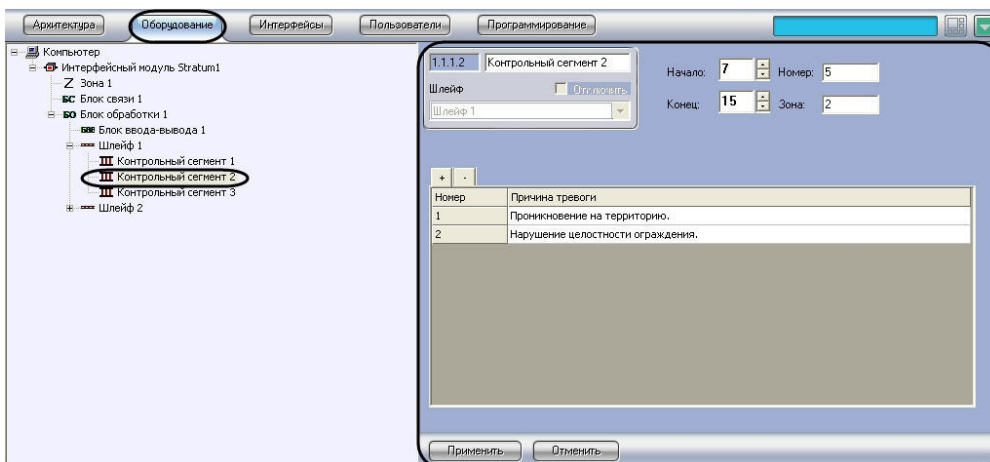 Архитектура Оборудование Интерфейсы Пользователи Программирование
Компьютер
Интерфейсный модуль Stratum1
Z Зона 1
БС Блок связи 1
БО Блок обработки 1
БВВ Блок ввода-вывода 1
Шлейф 1
Контрольный сегмент 1
Контрольный сегмент 2
Контрольный сегмент 3
Шлейф 2
1.1.1.2 Контрольный сегмент 2
Шлейф Отключить
Шлейф 1
Начало: 7 Номер: 5
Конец: 15 Зона: 2
+ -
Номер Причина тревоги
1 Проникновение на территорию.
2 Нарушение целостности ограждения.
Применить Отменить